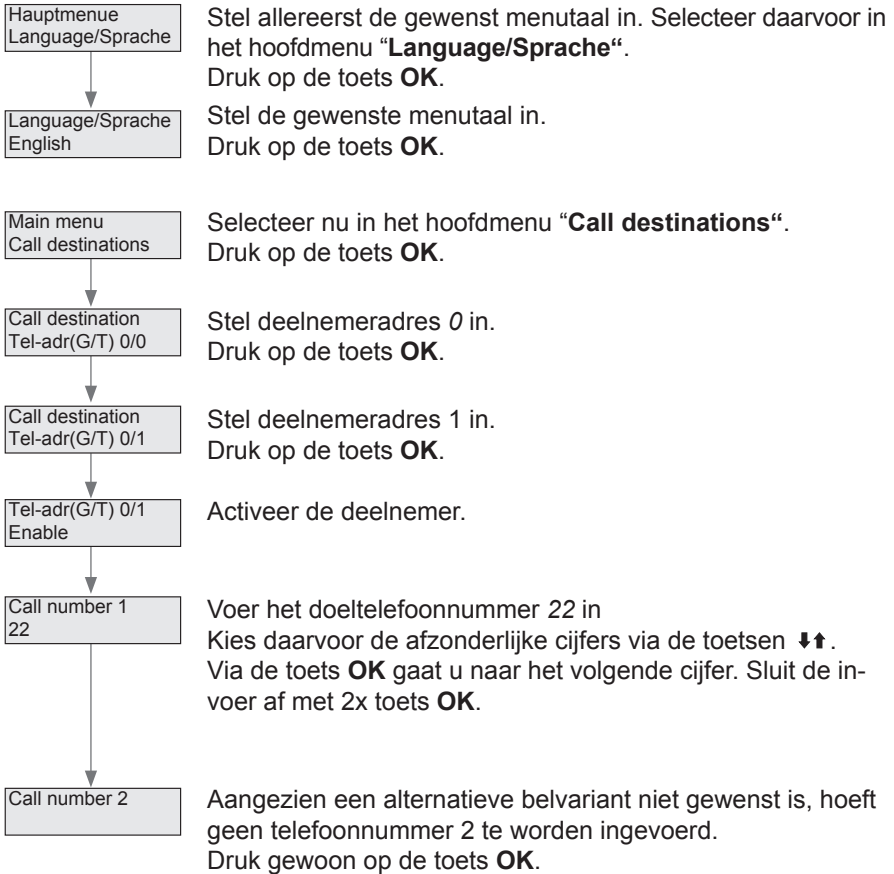 Hauptmenue
Language/Sprache
Stel allereerst de gewenst menutaal in. Selecteer daarvoor in
het hoofdmenu “Language/Sprache“.
Druk op de toets OK.
Language/Sprache
English
Stel de gewenste menutaal in.
Druk op de toets OK.
Main menu
Call destinations
Selecteer nu in het hoofdmenu “Call destinations“.
Druk op de toets OK.
Call destination
Tel-adr(G/T) 0/0
Stel deelnemeradres 0 in.
Druk op de toets OK.
Call destination
Tel-adr(G/T) 0/1
Stel deelnemeradres 1 in.
Druk op de toets OK.
Tel-adr(G/T) 0/1
Enable
Activeer de deelnemer.
Call number 1
22
Voer het doeltelefoonnummer 22 in
Kies daarvoor de afzonderlijke cijfers via de toetsen ⬇⬆.
Via de toets OK gaat u naar het volgende cijfer. Sluit de in-
voer af met 2x toets OK.
Call number 2
Aangezien een alternatieve belvariant niet gewenst is, hoeft
geen telefoonnummer 2 te worden ingevoerd.
Druk gewoon op de toets OK.